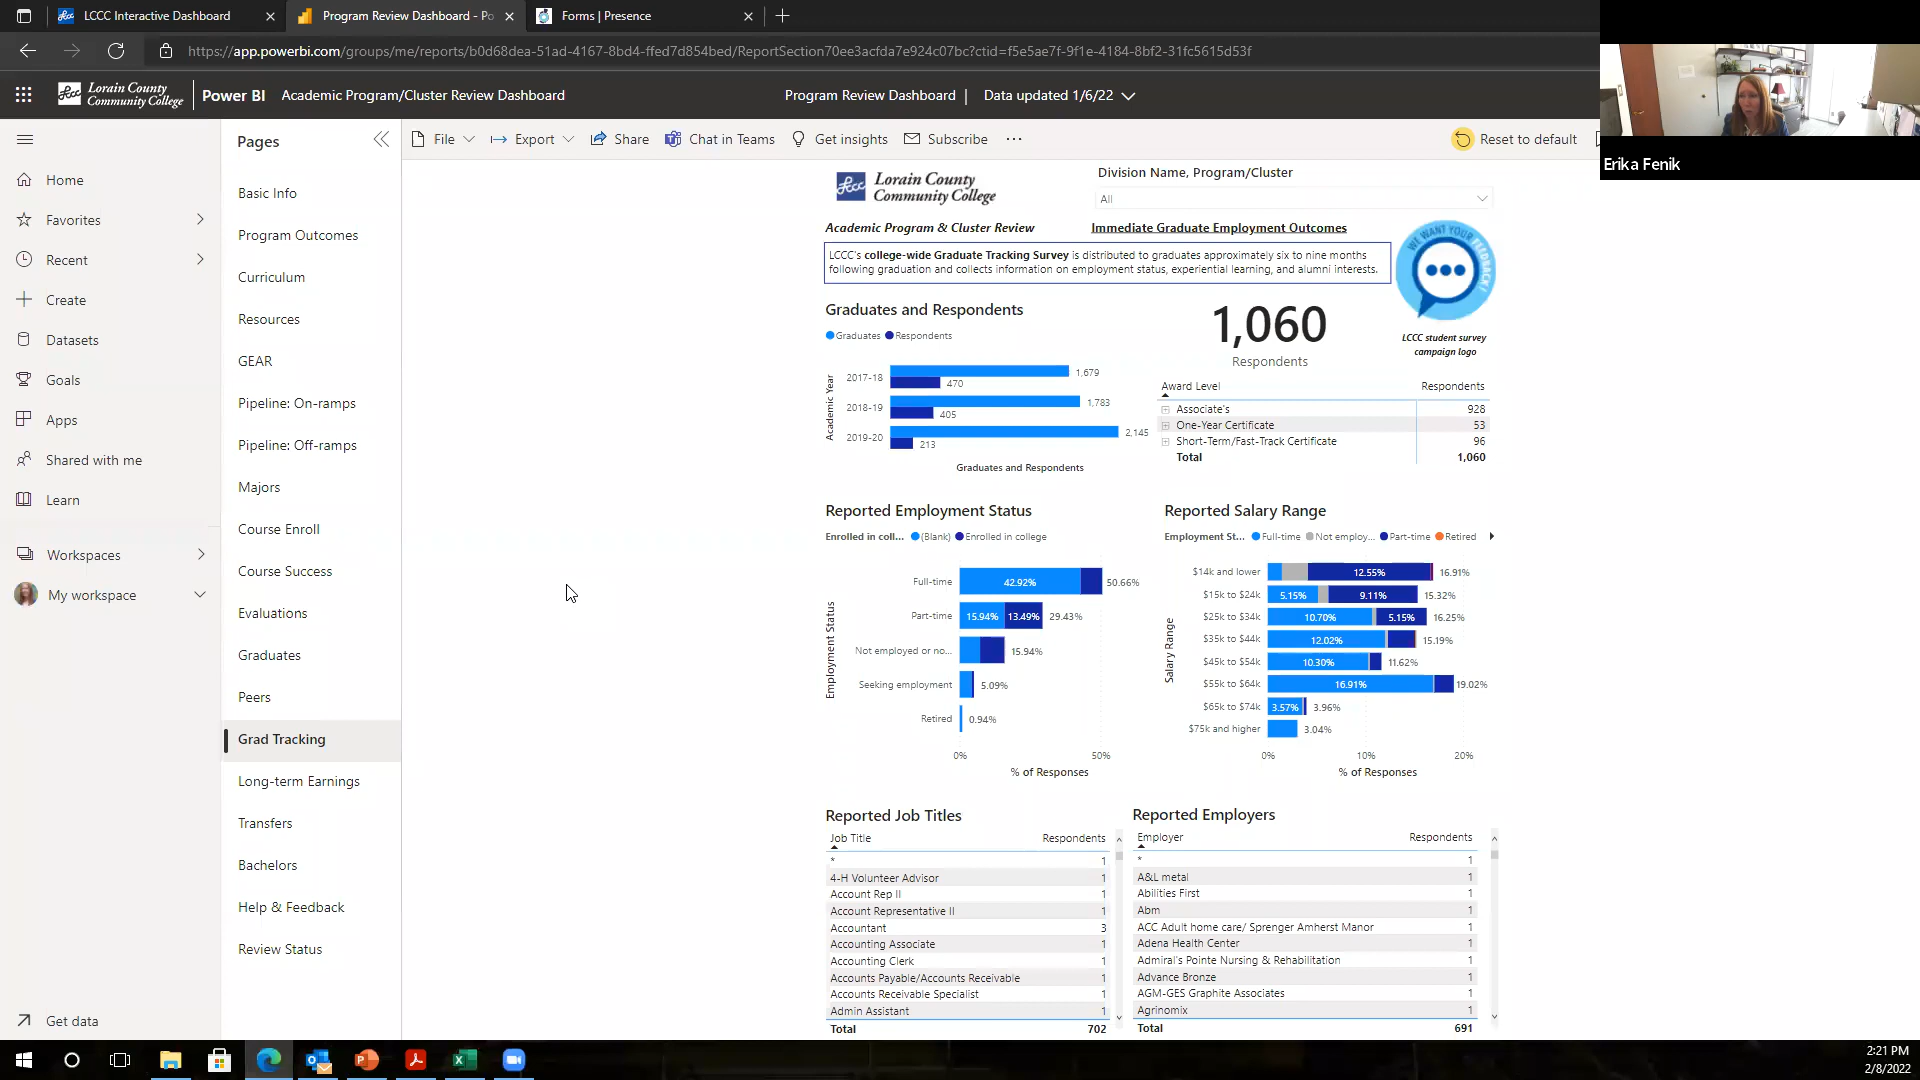 LCCC Interactive Dashboard
Program Review Dashboard - Po
Forms | Presence
https://app.powerbi.com/groups/me/reports/b0d68dea-51ad-4167-8bd4-ffed7d854bed/ReportSection70ee3acfda7e924c07bc?ctid=f5e5ae7f-9f1e-4184-8bf2-31fc5615d53f
Lorain County
Community College
Power BI
Academic Program/Cluster Review Dashboard
Program Review Dashboard | Data updated 1/6/22
Erika Fenik
Home
Favorites
Recent
Create
Datasets
Goals
Apps
Shared with me
Learn
Workspaces
My workspace
Get data
Pages
Basic Info
Program Outcomes
Curriculum
Resources
GEAR
Pipeline: On-ramps
Pipeline: Off-ramps
Majors
Course Enroll
Course Success
Evaluations
Graduates
Peers
Grad Tracking
Long-term Earnings
Transfers
Bachelors
Help & Feedback
Review Status
File
Export
Share
Chat in Teams
Get insights
Subscribe
Reset to default
lccc
Lorain County
Community College
Division Name, Program/Cluster
All
Academic Program & Cluster Review
Immediate Graduate Employment Outcomes
LCCC's college-wide Graduate Tracking Survey is distributed to graduates approximately six to nine months
following graduation and collects information on employment status, experiential learning, and alumni interests.
WE WANT YOUR FEEDBACK!
LCCC student survey
campaign logo
Graduates and Respondents
Graduates Respondents
Academic Year
2017-18 1,679
470
2018-19 1,783
405
2019-20 2,145
213
Graduates and Respondents
1,060
Respondents
Award Level Respondents
Associate's 928
One-Year Certificate 53
Short-Term/Fast-Track Certificate 96
Total 1,060
Reported Employment Status
Enrolled in coll... (Blank) Enrolled in college
Employment Status
Full-time 42.92% 50.66%
Part-time 15.94% 13.49% 29.43%
Not employed or no... 15.94%
Seeking employment 5.09%
Retired 0.94%
0% 50%
% of Responses
Reported Salary Range
Employment St... Full-time Not employ... Part-time Retired
Salary Range
$14k and lower 12.55% 16.91%
$15k to $24k 5.15% 9.11% 15.32%
$25k to $34k 10.70% 5.15% 16.25%
$35k to $44k 12.02% 15.19%
$45k to $54k 10.30% 11.62%
$55k to $64k 16.91% 19.02%
$65k to $74k 3.57% 3.96%
$75k and higher 3.04%
0% 10% 20%
% of Responses
Reported Job Titles
Job Title Respondents
* 1
4-H Volunteer Advisor 1
Account Rep II 1
Account Representative II 1
Accountant 3
Accounting Associate 1
Accounting Clerk 1
Accounts Payable/Accounts Receivable 1
Accounts Receivable Specialist 1
Admin Assistant 1
Total 702
Reported Employers
Employer Respondents
* 1
A&L metal 1
Abilities First 1
Abm 1
ACC Adult home care/ Sprenger Amherst Manor 1
Adena Health Center 1
Admiral's Pointe Nursing & Rehabilitation 1
Advance Bronze 1
AGM-GES Graphite Associates 1
Agrinomix 1
Total 691
2:21 PM
2/8/2022